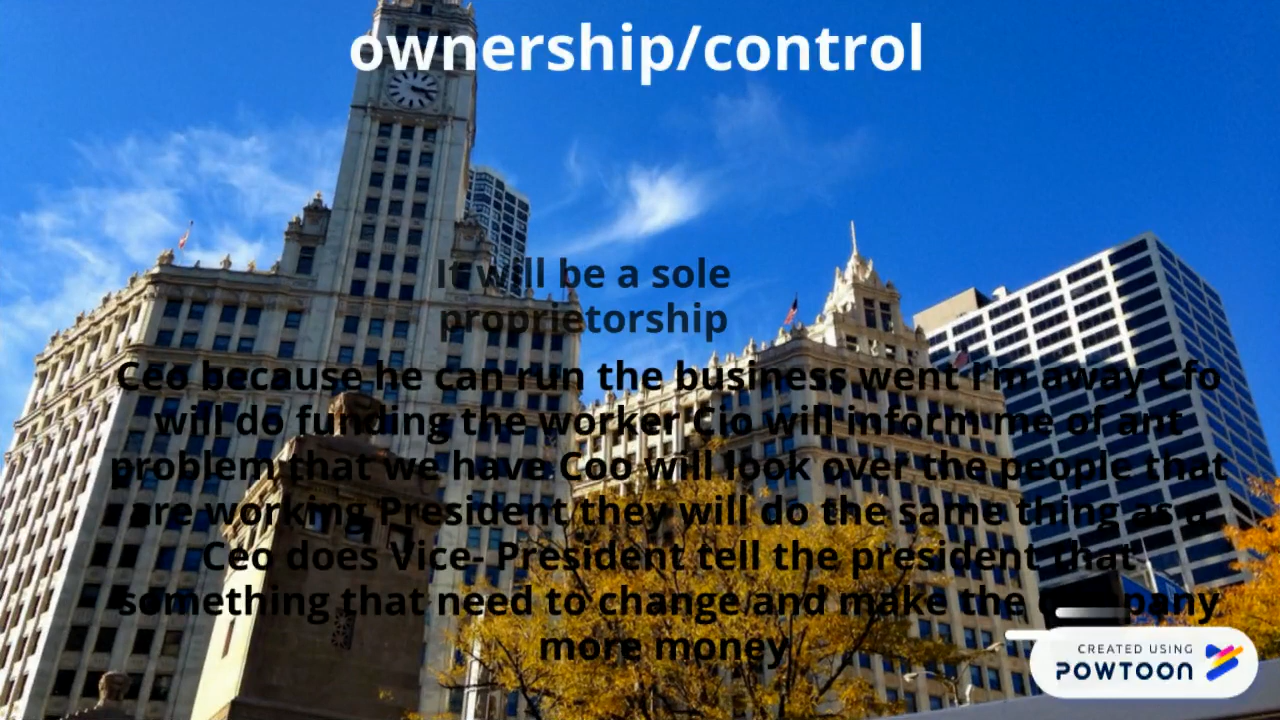 ownership/control
It will be a sole
proprietorship
Ceo because he can run the business went I'm away Cfo
will do funding the worker Cio will inform me of ant
problem that we have Coo will look over the people that
are working President they will do the same thing as a
Ceo does Vice- President tell the president that
something that need to change and make the company
more money
CREATED USING
POWTOON